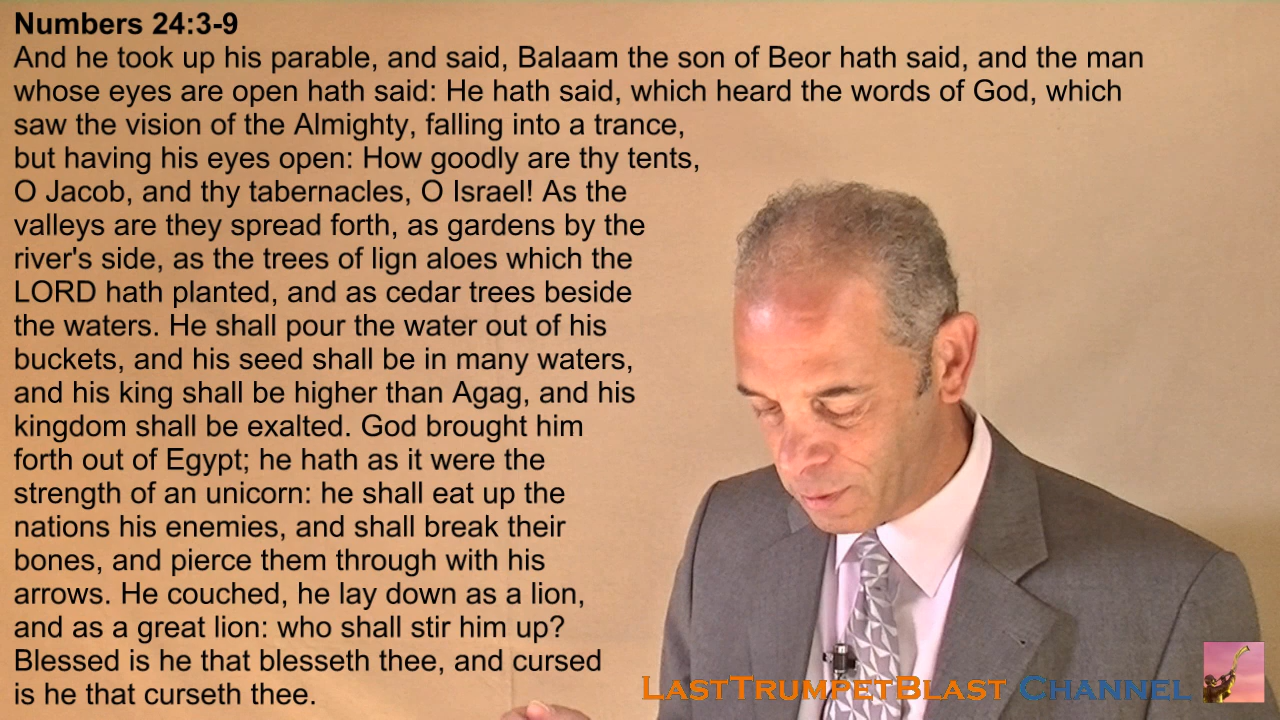 Numbers 24:3-9
And he took up his parable, and said, Balaam the son of Beor hath said, and the man
whose eyes are open hath said: He hath said, which heard the words of God, which
saw the vision of the Almighty, falling into a trance,
but having his eyes open: How goodly are thy tents,
O Jacob, and thy tabernacles, O Israel! As the
valleys are they spread forth, as gardens by the
river's side, as the trees of lign aloes which the
LORD hath planted, and as cedar trees beside
the waters. He shall pour the water out of his
buckets, and his seed shall be in many waters,
and his king shall be higher than Agag, and his
kingdom shall be exalted. God brought him
forth out of Egypt; he hath as it were the
strength of an unicorn: he shall eat up the
nations his enemies, and shall break their
bones, and pierce them through with his
arrows. He couched, he lay down as a lion,
and as a great lion: who shall stir him up?
Blessed is he that blesseth thee, and cursed
is he that curseth thee.
LastTrumpetBlast Channel